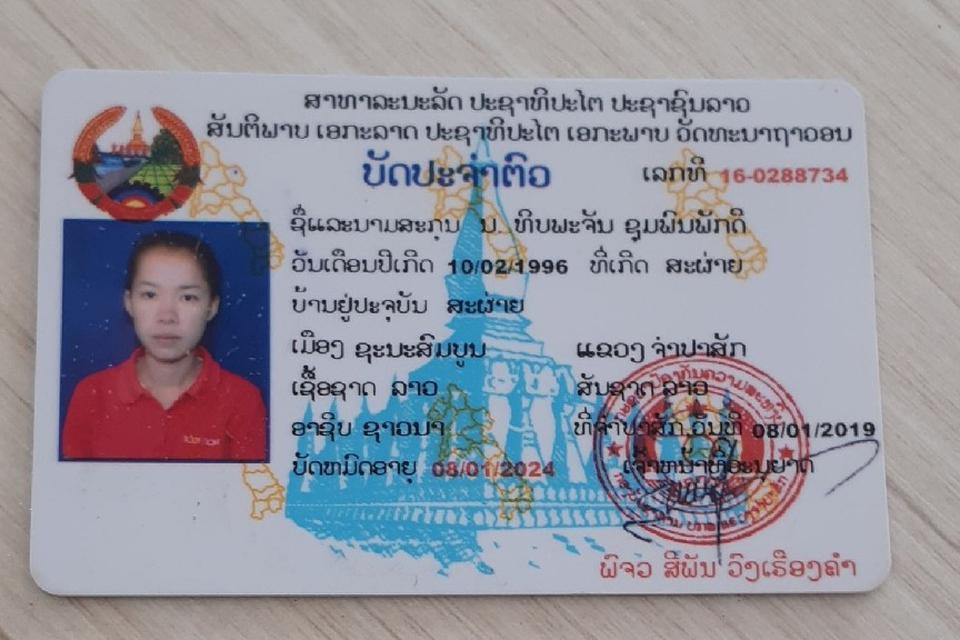 ສາທາລະນະລັດ ປະຊາທິປະໄຕ ປະຊາຊົນລາວ
ສັນຕິພາບ ເອກະລາດ ປະຊາທິປະໄຕ ເອກະພາບ ວັດທະນາຖາວອນ
ບັດປະຈຳຕົວ ເລກທີ 16-0288734
ຊື່ແລະນາມສະກຸນ ນ. ທິບພະຈັນ ຊຸມພົນພັກດີ
ວັນເດືອນປີເກີດ 10/02/1996 ທີ່ເກີດ ສະຜ່າຍ
ບ້ານຢູ່ປະຈຸບັນ ສະຜ່າຍ
ເມືອງ ຊະນະສົມບູນ ແຂວງ ຈຳປາສັກ
ເຊື້ອຊາດ ລາວ ສັນຊາດ ລາວ
ອາຊີບ ຊາວນາ ທີ່ຈຳປາສັກ ວັນທີ 08/01/2019
ບັດຫມົດອາຍຸ 08/01/2024 ເຈົ້າຫນ້າທີ່ອະນຸຍາດ
ພົຈວ ສີພັນ ວົງເຮືອງຄຳ